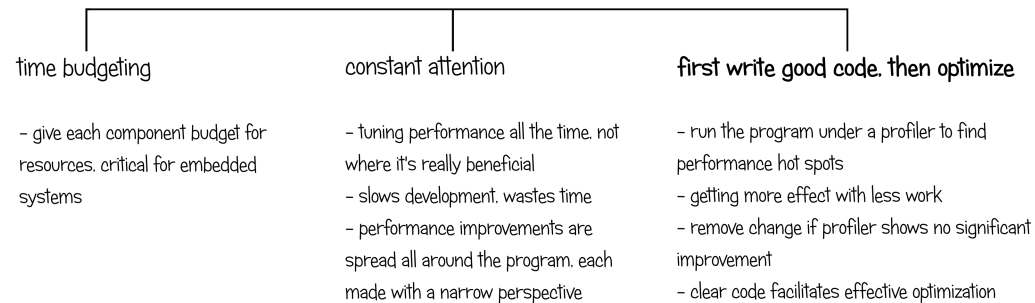 time budgeting
- give each component budget for
resources. critical for embedded
systems
constant attention
- tuning performance all the time. not
where it's really beneficial
- slows development. wastes time
- performance improvements are
spread all around the program. each
made with a narrow perspective
first write good code. then optimize
- run the program under a profiler to find
performance hot spots
- getting more effect with less work
- remove change if profiler shows no significant
improvement
- clear code facilitates effective optimization